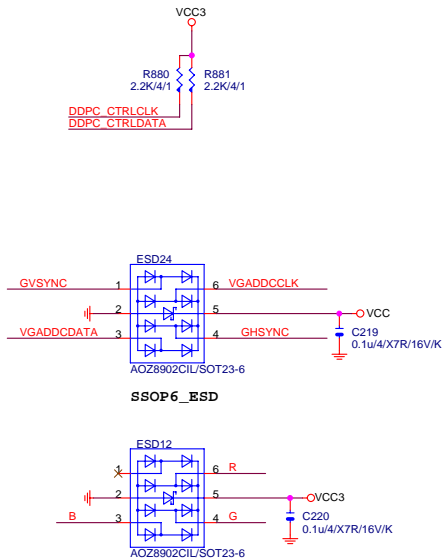 VCC3
R880 R881
2.2K/4/1 2.2K/4/1
DDPC_CTRLCLK
DDPC_CTRLDATA
ESD24
GVSYNC 1 6 VGADDCCLK
2 5 VCC
VGADDCDATA 3 4 GHSYNC
C219
0.1u/4/X7R/16V/K
AOZ8902CIL/SOT23-6
SSOP6_ESD
ESD12
1 6 R
2 5 VCC3
B 3 4 G
C220
0.1u/4/X7R/16V/K
AOZ8902CIL/SOT23-6